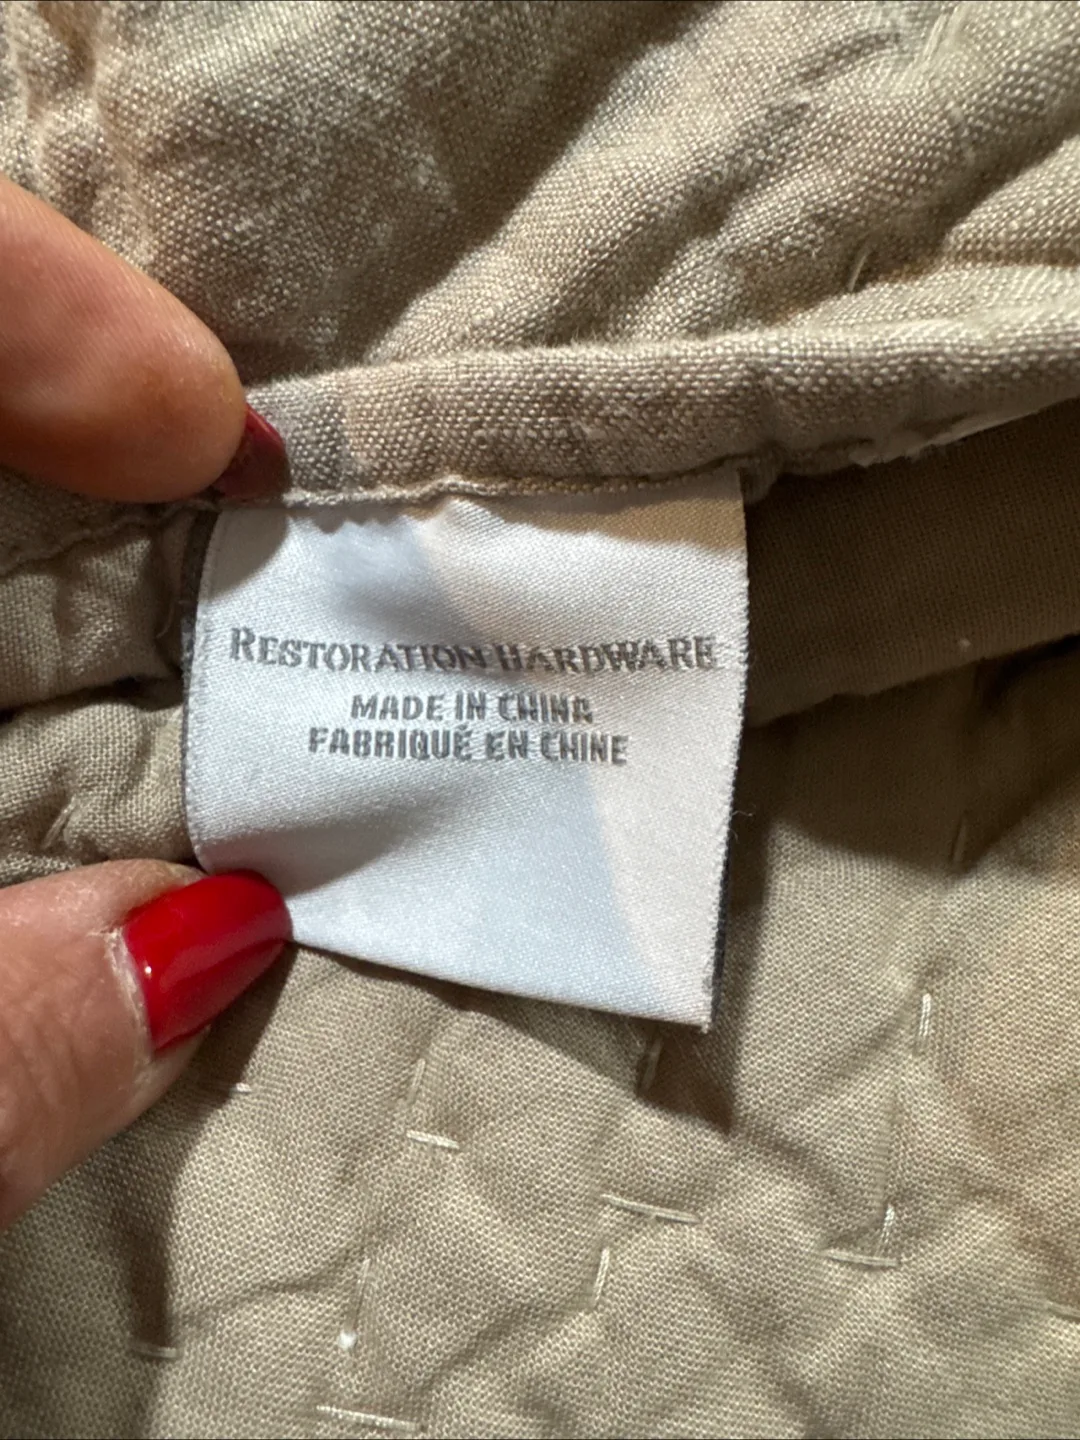 RESTORATION HARDWARE
MADE IN CHINA
FABRIQUÉ EN CHINE